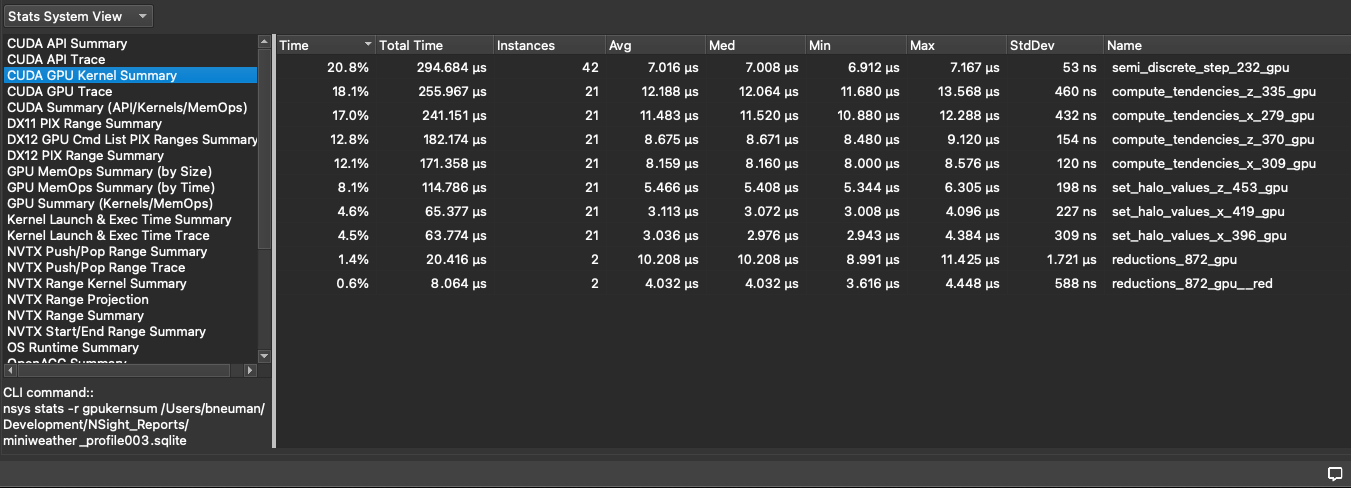 Stats System View
CUDA API Summary
CUDA API Trace
CUDA GPU Kernel Summary
CUDA GPU Trace
CUDA Summary (API/Kernels/MemOps)
DX11 PIX Range Summary
DX12 GPU Cmd List PIX Ranges Summary
DX12 PIX Range Summary
GPU MemOps Summary (by Size)
GPU MemOps Summary (by Time)
GPU Summary (Kernels/MemOps)
Kernel Launch & Exec Time Summary
Kernel Launch & Exec Time Trace
NVTX Push/Pop Range Summary
NVTX Push/Pop Range Trace
NVTX Range Kernel Summary
NVTX Range Projection
NVTX Range Summary
NVTX Start/End Range Summary
OS Runtime Summary
OpenACC Summary
CLI command::
nsys stats -r gpukernsum /Users/bneuman/
Development/NSight_Reports/
miniweather_profile003.sqlite
Time Total Time Instances Avg Med Min Max StdDev Name
20.8% 294.684 μs 42 7.016 μs 7.008 μs 6.912 μs 7.167 μs 53 ns semi_discrete_step_232_gpu
18.1% 255.967 μs 21 12.188 μs 12.064 μs 11.680 μs 13.568 μs 460 ns compute_tendencies_z_335_gpu
17.0% 241.151 μs 21 11.483 μs 11.520 μs 10.880 μs 12.288 μs 432 ns compute_tendencies_x_279_gpu
12.8% 182.174 μs 21 8.675 μs 8.671 μs 8.480 μs 9.120 μs 154 ns compute_tendencies_z_370_gpu
12.1% 171.358 μs 21 8.159 μs 8.160 μs 8.000 μs 8.576 μs 120 ns compute_tendencies_x_309_gpu
8.1% 114.786 μs 21 5.466 μs 5.408 μs 5.344 μs 6.305 μs 198 ns set_halo_values_z_453_gpu
4.6% 65.377 μs 21 3.113 μs 3.072 μs 3.008 μs 4.096 μs 227 ns set_halo_values_x_419_gpu
4.5% 63.774 μs 21 3.036 μs 2.976 μs 2.943 μs 4.384 μs 309 ns set_halo_values_x_396_gpu
1.4% 20.416 μs 2 10.208 μs 10.208 μs 8.991 μs 11.425 μs 1.721 μs reductions_872_gpu
0.6% 8.064 μs 2 4.032 μs 4.032 μs 3.616 μs 4.448 μs 588 ns reductions_872_gpu__red